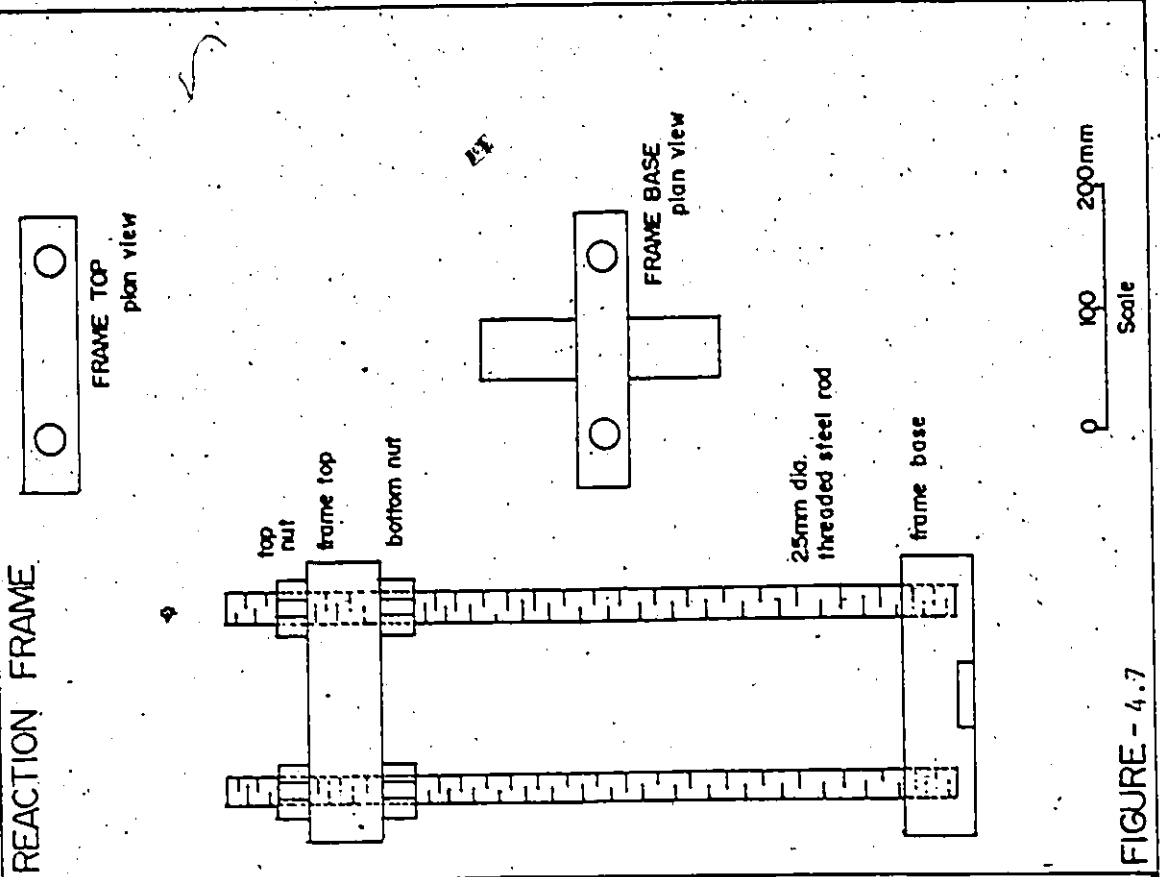 REACTION FRAME
FRAME TOP
plan view
top
nut
frame top
bottom nut
FRAME BASE
plan view
25mm dia.
threaded steel rod
frame base
0 100 200mm
Scale
FIGURE - 4.7